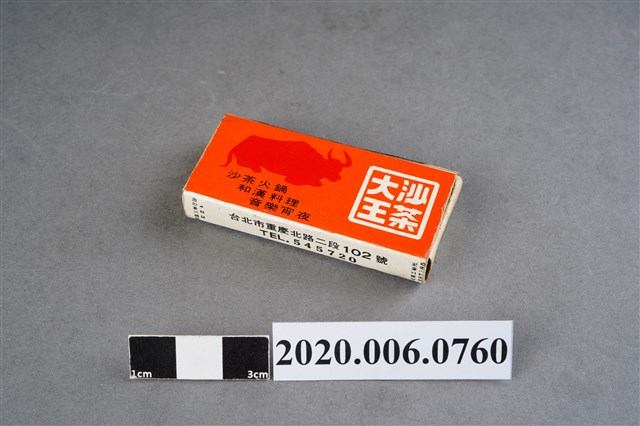 沙茶火鍋
和漢料理
音樂宵夜
沙茶
大王
台北市重慶北路二段102號
TEL.545720
1cm
3cm
2020.006.0760